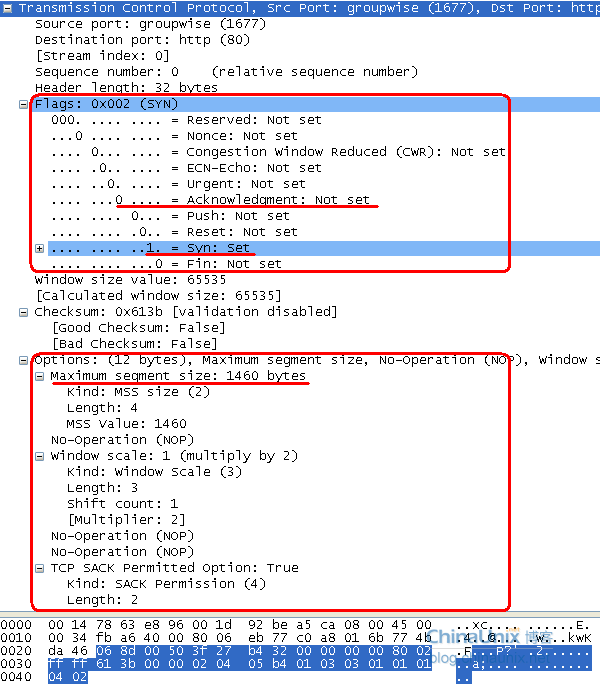 Transmission Control Protocol, Src Port: groupwise (1677), Dst Port: http
Source port: groupwise (1677)
Destination port: http (80)
[Stream index: 0]
Sequence number: 0    (relative sequence number)
Header length: 32 bytes
Flags: 0x002 (SYN)
000. .... .... = Reserved: Not set
...0 .... .... = Nonce: Not set
.... 0... .... = Congestion Window Reduced (CWR): Not set
.... .0.. .... = ECN-Echo: Not set
.... ..0. .... = Urgent: Not set
.... ...0 .... = Acknowledgment: Not set
.... .... 0... = Push: Not set
.... .... .0.. = Reset: Not set
.... .... ..1. = Syn: Set
.... .... ...0 = Fin: Not set
Window size value: 65535
[Calculated window size: 65535]
Checksum: 0x613b [validation disabled]
[Good Checksum: False]
[Bad Checksum: False]
Options: (12 bytes), Maximum segment size, No-Operation (NOP), Window s
Maximum segment size: 1460 bytes
Kind: MSS size (2)
Length: 4
MSS Value: 1460
No-Operation (NOP)
Window scale: 1 (multiply by 2)
Kind: Window Scale (3)
Length: 3
Shift count: 1
[Multiplier: 2]
No-Operation (NOP)
No-Operation (NOP)
TCP SACK Permitted Option: True
Kind: SACK Permission (4)
Length: 2
0000 00 14 78 63 e8 96 00 1d 92 be a5 ca 08 00 45 00 ..xc.... ......E.
0010 00 34 fb a6 40 00 80 06 eb 77 c0 a8 01 6b 77 4b .4..@... .w...kwK
0020 da 46 06 8d 00 50 3f 27 b4 32 00 00 00 00 80 02 .F...P?' .2......
0030 ff ff 61 3b 00 00 02 04 05 b4 01 03 03 01 01 01 ..a;.... ........
0040 04 02 ..
ChinaUnix 博客